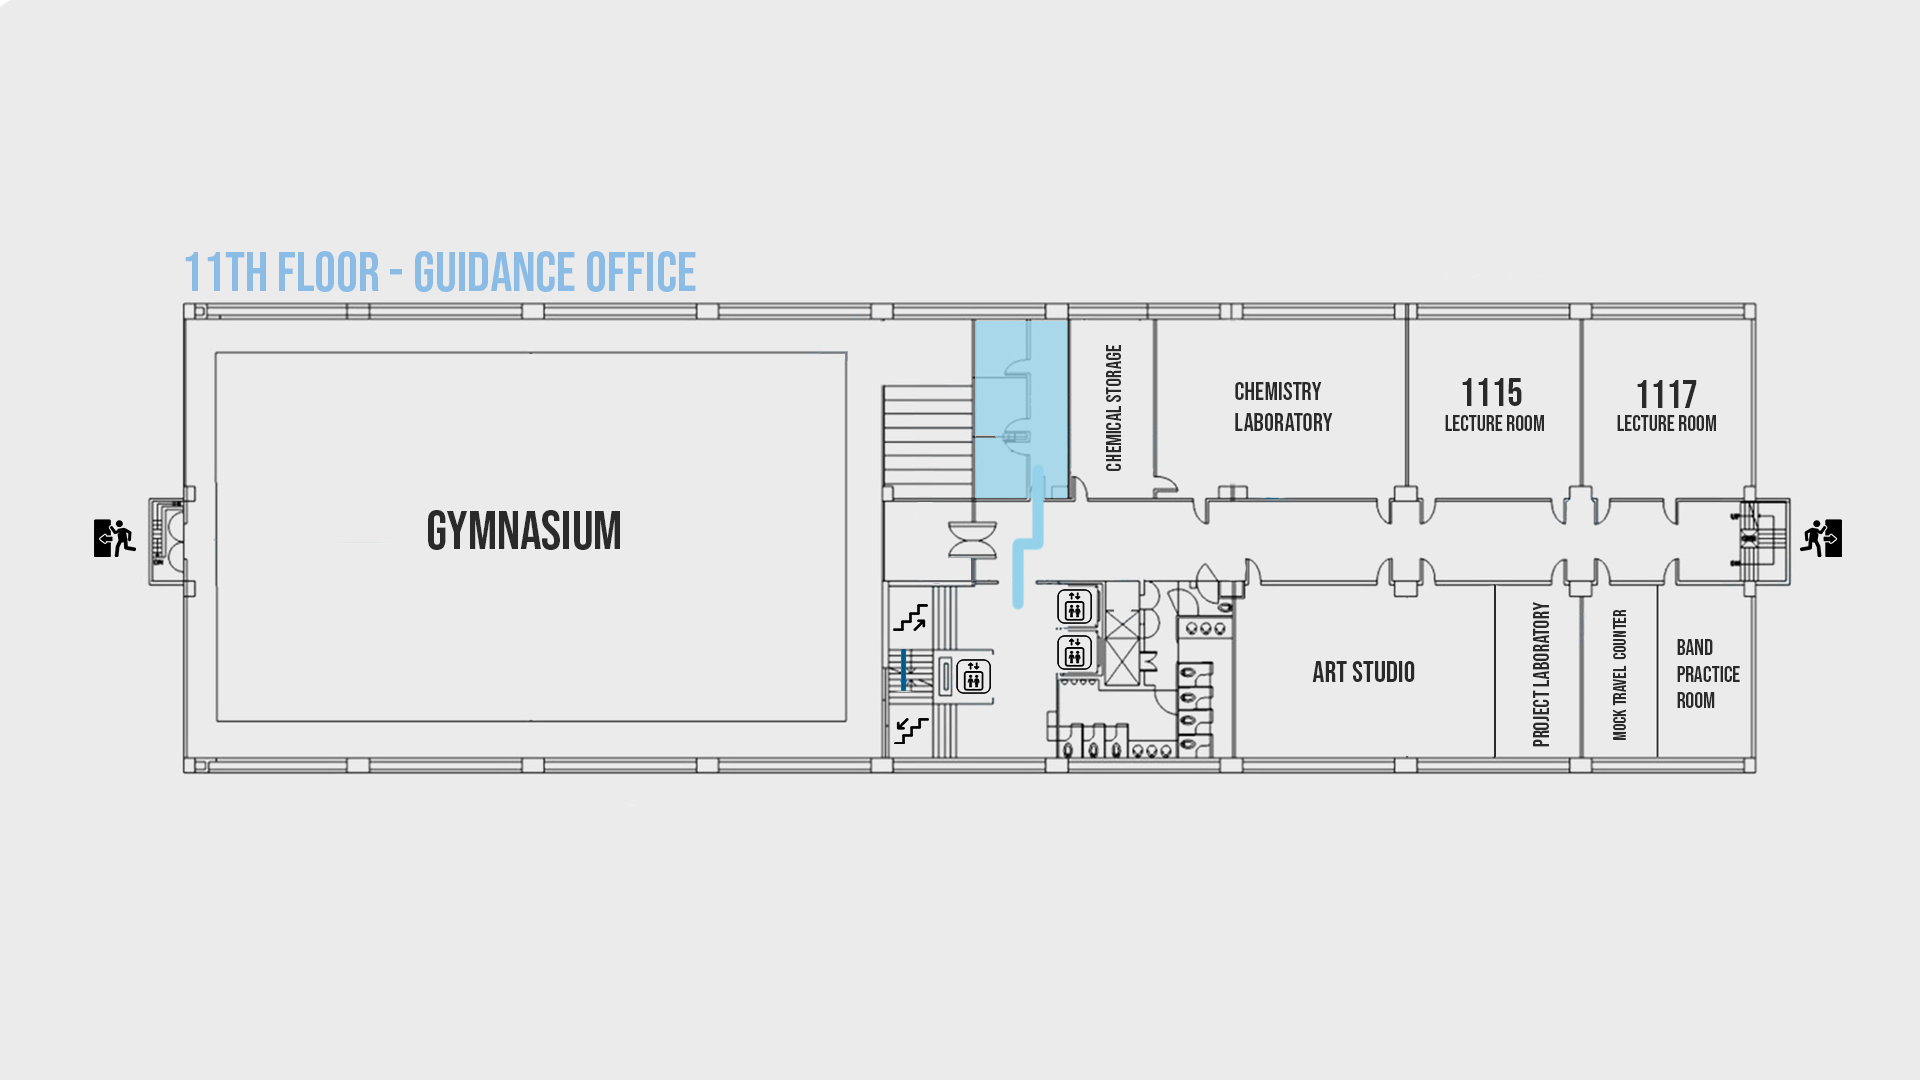 11TH FLOOR - GUIDANCE OFFICE
GYMNASIUM
CHEMICAL STORAGE
CHEMISTRY
LABORATORY
1115
LECTURE ROOM
1117
LECTURE ROOM
ART STUDIO
PROJECT LABORATORY
MOCK TRAVEL COUNTER
BAND
PRACTICE
ROOM